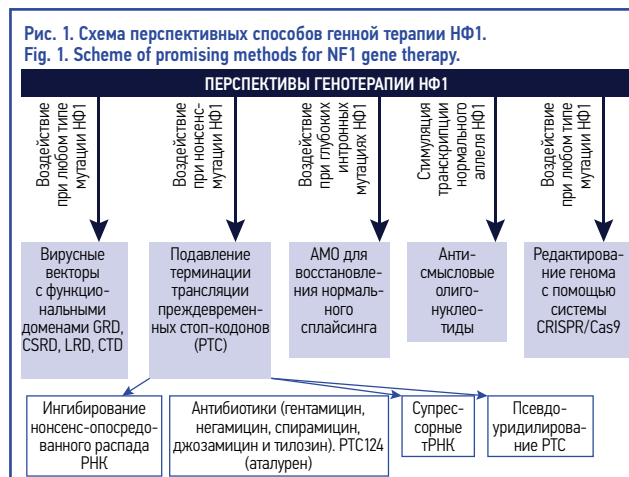 Рис. 1. Схема перспективных способов генной терапии НФ1.
Fig. 1. Scheme of promising methods for NF1 gene therapy.
ПЕРСПЕКТИВЫ ГЕНОТЕРАПИИ НФ1
Воздействие
при любом типе
мутации НФ1
Воздействие
при нонсенс-
мутации НФ1
Воздействие
при глубоких
интронных
мутациях НФ1
Стимуляция
транскрипции
нормального
аллеля НФ1
Воздействие
при любом типе
мутации НФ1
Вирусные
векторы
с функцио-
нальными
доменами GRD,
CSRD, LRD, CTD
Подавление
терминации
трансляции
преждевремен-
ных стоп-кодонов
(PTC)
АМО для
восстановле-
ния нормаль-
ного
сплайсинга
Анти-
смысловые
олиго-
нуклео-
тиды
Редактирова-
ние генома
с помощью
системы
CRISPR/Cas9
Ингибирование
нонсенс-опосредо-
ванного распада
РНК
Антибиотики (гентамицин,
негамицин, спирамицин,
джозамицин и тилозин). PTC124
(аталурен)
Супрес-
сорные
тРНК
Псевдо-
уридилиро-
вание PTC